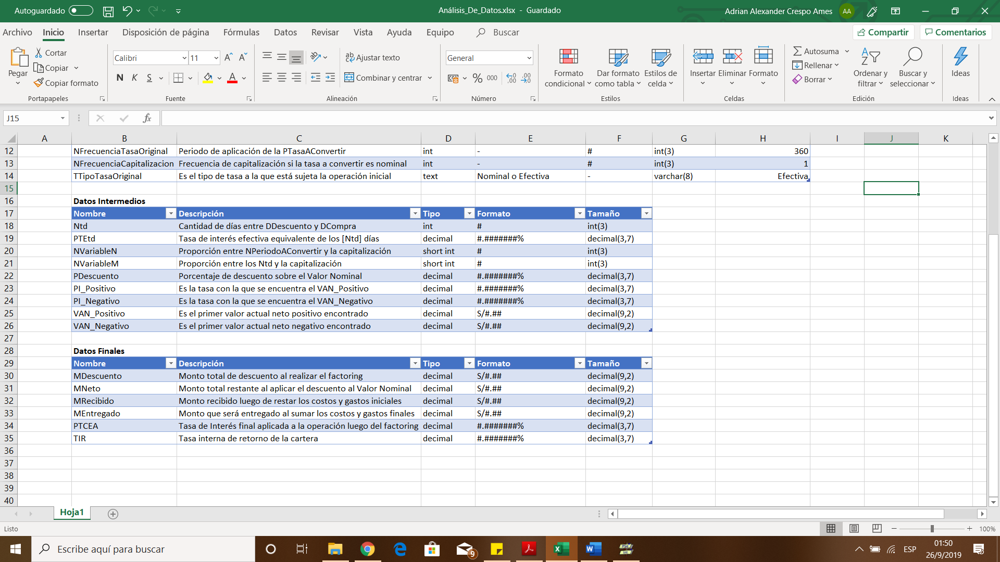 Autoguardado
Análisis_De_Datos.xlsx - Guardado
Adrian Alexander Crespo Ames AA
Archivo Inicio Insertar Disposición de página Fórmulas Datos Revisar Vista Ayuda Equipo Buscar Compartir Comentarios
Pegar
Cortar
Copiar
Copiar formato
Portapapeles
Calibri 11
N K S
Fuente
Ajustar texto
Combinar y centrar
Alineación
General
% 000
Número
Formato condicional
Dar formato como tabla
Estilos de celda
Estilos
Insertar Eliminar Formato
Celdas
Autosuma
Rellenar
Borrar
Ordenar y filtrar
Buscar y seleccionar
Edición
Ideas
Ideas
J15 fx
A B C D E F G H I J K
12 NFrecuenciaTasaOriginal Periodo de aplicación de la PTasaAConvertir int - # int(3) 360
13 NFrecuenciaCapitalizacion Frecuencia de capitalización si la tasa a convertir es nominal int - # int(3) 1
14 TTipoTasaOriginal Es el tipo de tasa a la que está sujeta la operación inicial text Nominal o Efectiva - varchar(8) Efectiva
15
16 Datos Intermedios
17 Nombre Descripción Tipo Formato Tamaño
18 Ntd Cantidad de días entre DDescuento y DCompra int # int(3)
19 PTEtd Tasa de interés efectiva equivalente de los [Ntd] días decimal #.#######% decimal(3,7)
20 NVariableN Proporción entre NPeriodoAConvertir y la capitalización short int # int(3)
21 NVariableM Proporción entre los Ntd y la capitalización short int # int(3)
22 PDescuento Porcentaje de descuento sobre el Valor Nominal decimal #.#######% decimal(3,7)
23 PI_Positivo Es la tasa con la que se encuentra el VAN_Positivo decimal #.#######% decimal(3,7)
24 PI_Negativo Es la tasa con la que se encuentra el VAN_Negativo decimal #.#######% decimal(3,7)
25 VAN_Positivo Es el primer valor actual neto positivo encontrado decimal S/#.## decimal(9,2)
26 VAN_Negativo Es el primer valor actual neto negativo encontrado decimal S/#.## decimal(9,2)
27
28 Datos Finales
29 Nombre Descripción Tipo Formato Tamaño
30 MDescuento Monto total de descuento al realizar el factoring decimal S/#.## decimal(9,2)
31 MNeto Monto total restante al aplicar el descuento al Valor Nominal decimal S/#.## decimal(9,2)
32 MRecibido Monto recibido luego de restar los costos y gastos iniciales decimal S/#.## decimal(9,2)
33 MEntregado Monto que será entregado al sumar los costos y gastos finales decimal S/#.## decimal(9,2)
34 PTCEA Tasa de Interés final aplicada a la operación luego del factoring decimal #.#######% decimal(3,7)
35 TIR Tasa interna de retorno de la cartera decimal #.#######% decimal(3,7)
36
37
38
39
40
Hoja1
Listo
100%
Escribe aquí para buscar
9
ESP
01:50
26/9/2019